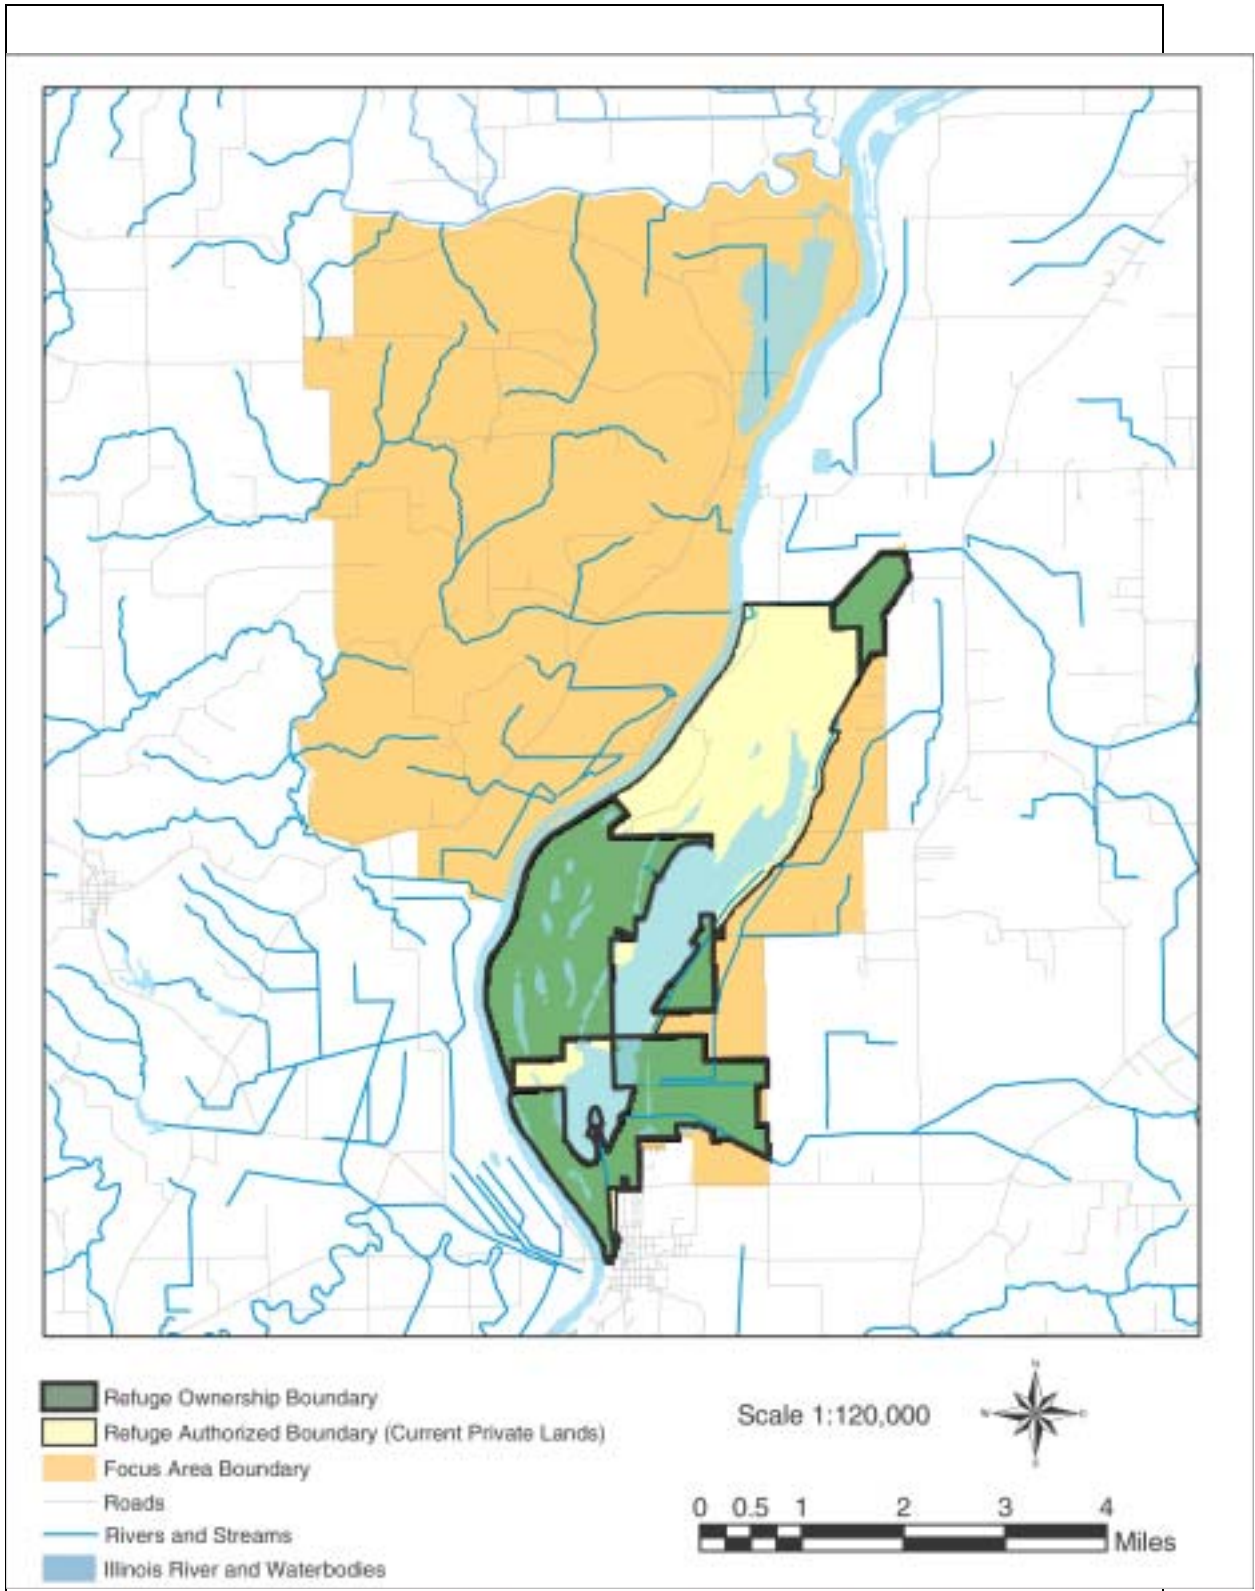 Refuge Ownership Boundary
Refuge Authorized Boundary (Current Private Lands)
Focus Area Boundary
Roads
Rivers and Streams
Illinois River and Waterbodies
Scale 1:120,000
N
S
0 0.5 1 2 3 4
Miles